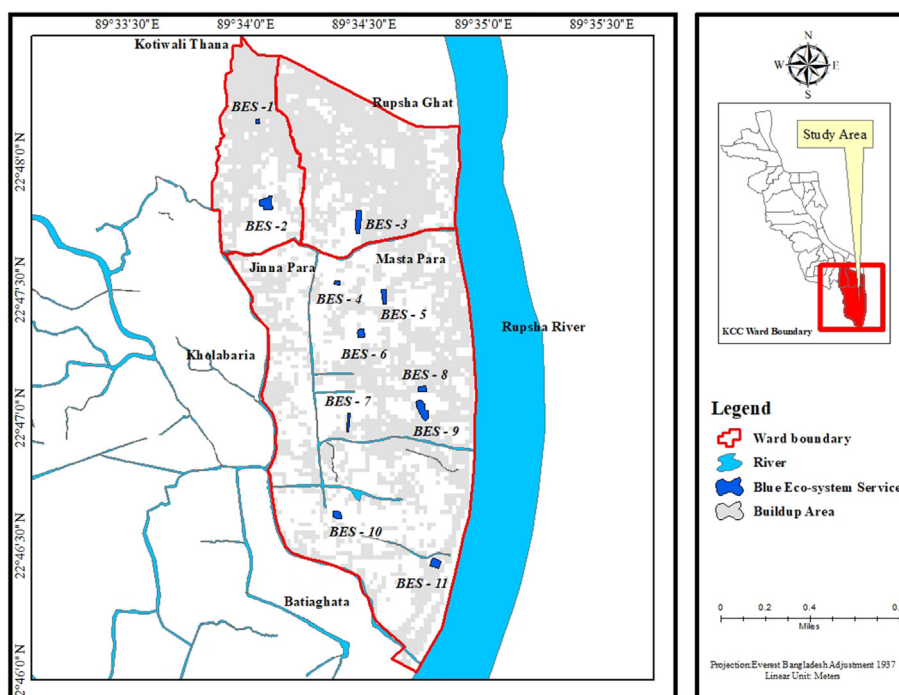 89°33'30"E
89°34'0"E
89°34'30"E
89°35'0"E
89°35'30"E
Kotiwali Thana
BES - 1
Rupsha Ghat
22°48'0"N
BES - 2
BES - 3
Jinna Para
Masta Para
BES - 4
BES - 5
22°47'30"N
Rupsha River
BES - 6
Kholabaria
BES - 8
BES - 7
22°47'0"N
BES - 9
BES - 10
22°46'30"N
BES - 11
Batiaghata
22°46'0"N
N
W
E
S
Study Area
KCC Ward Boundary
Legend
Ward boundary
River
Blue Eco-system Service
Buildup Area
0 0.2 0.4
Miles
Projection:Everest Bangladesh Adjustment 1937
Linear Unit: Meters